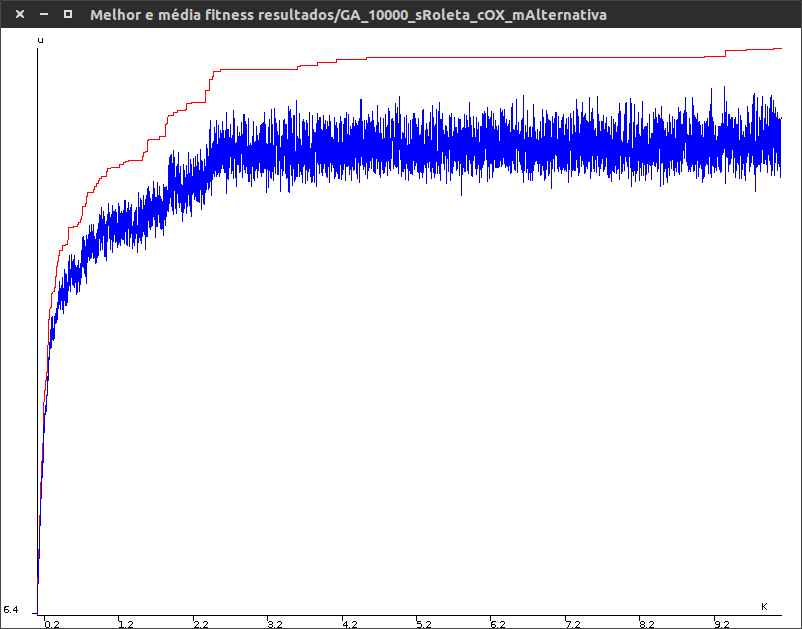 Melhor e média fitness resultados/GA_10000_sRoleta_cOX_mAlternativa
u
6.4
K
0.2 1.2 2.2 3.2 4.2 5.2 6.2 7.2 8.2 9.2